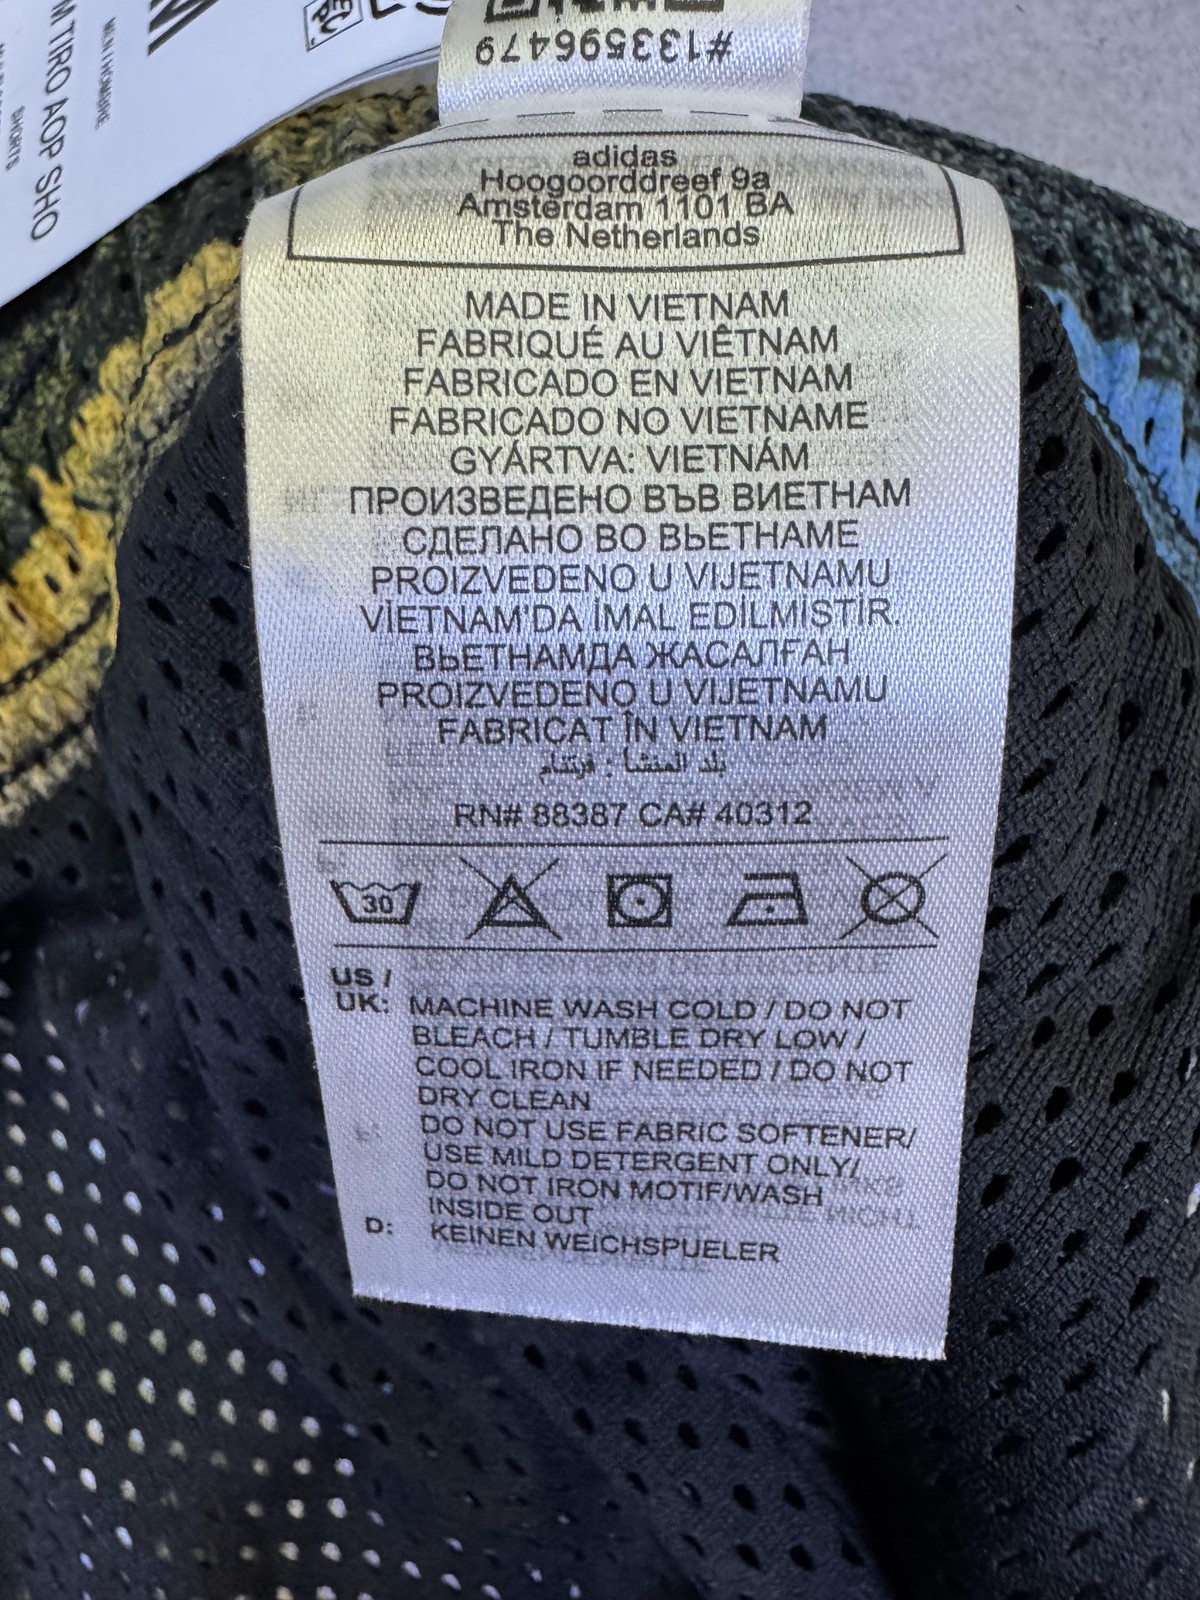 M TIRO AOP SHO
SHORTS
#133596479
adidas
Hoogoorddreef 9a
Amsterdam 1101 BA
The Netherlands
MADE IN VIETNAM
FABRIQUÉ AU VIÊTNAM
FABRICADO EN VIETNAM
FABRICADO NO VIETNAME
GYÁRTVA: VIETNÁM
ПРОИЗВЕДЕНО ВЪВ ВИЕТНАМ
СДЕЛАНО ВО ВЬЕТНАМЕ
PROIZVEDENO U VIJETNAMU
VİETNAM'DA İMAL EDILMIŞTİR.
ВЬЕТНАМДА ЖАСАЛҒАН
PROIZVEDENO U VIJETNAMU
FABRICAT ÎN VIETNAM
بلد المنشأ : فيتنام
RN# 88387 CA# 40312
30
US /
UK: MACHINE WASH COLD / DO NOT
BLEACH / TUMBLE DRY LOW /
COOL IRON IF NEEDED / DO NOT
DRY CLEAN
DO NOT USE FABRIC SOFTENER/
USE MILD DETERGENT ONLY/
DO NOT IRON MOTIF/WASH
INSIDE OUT
D: KEINEN WEICHSPUELER